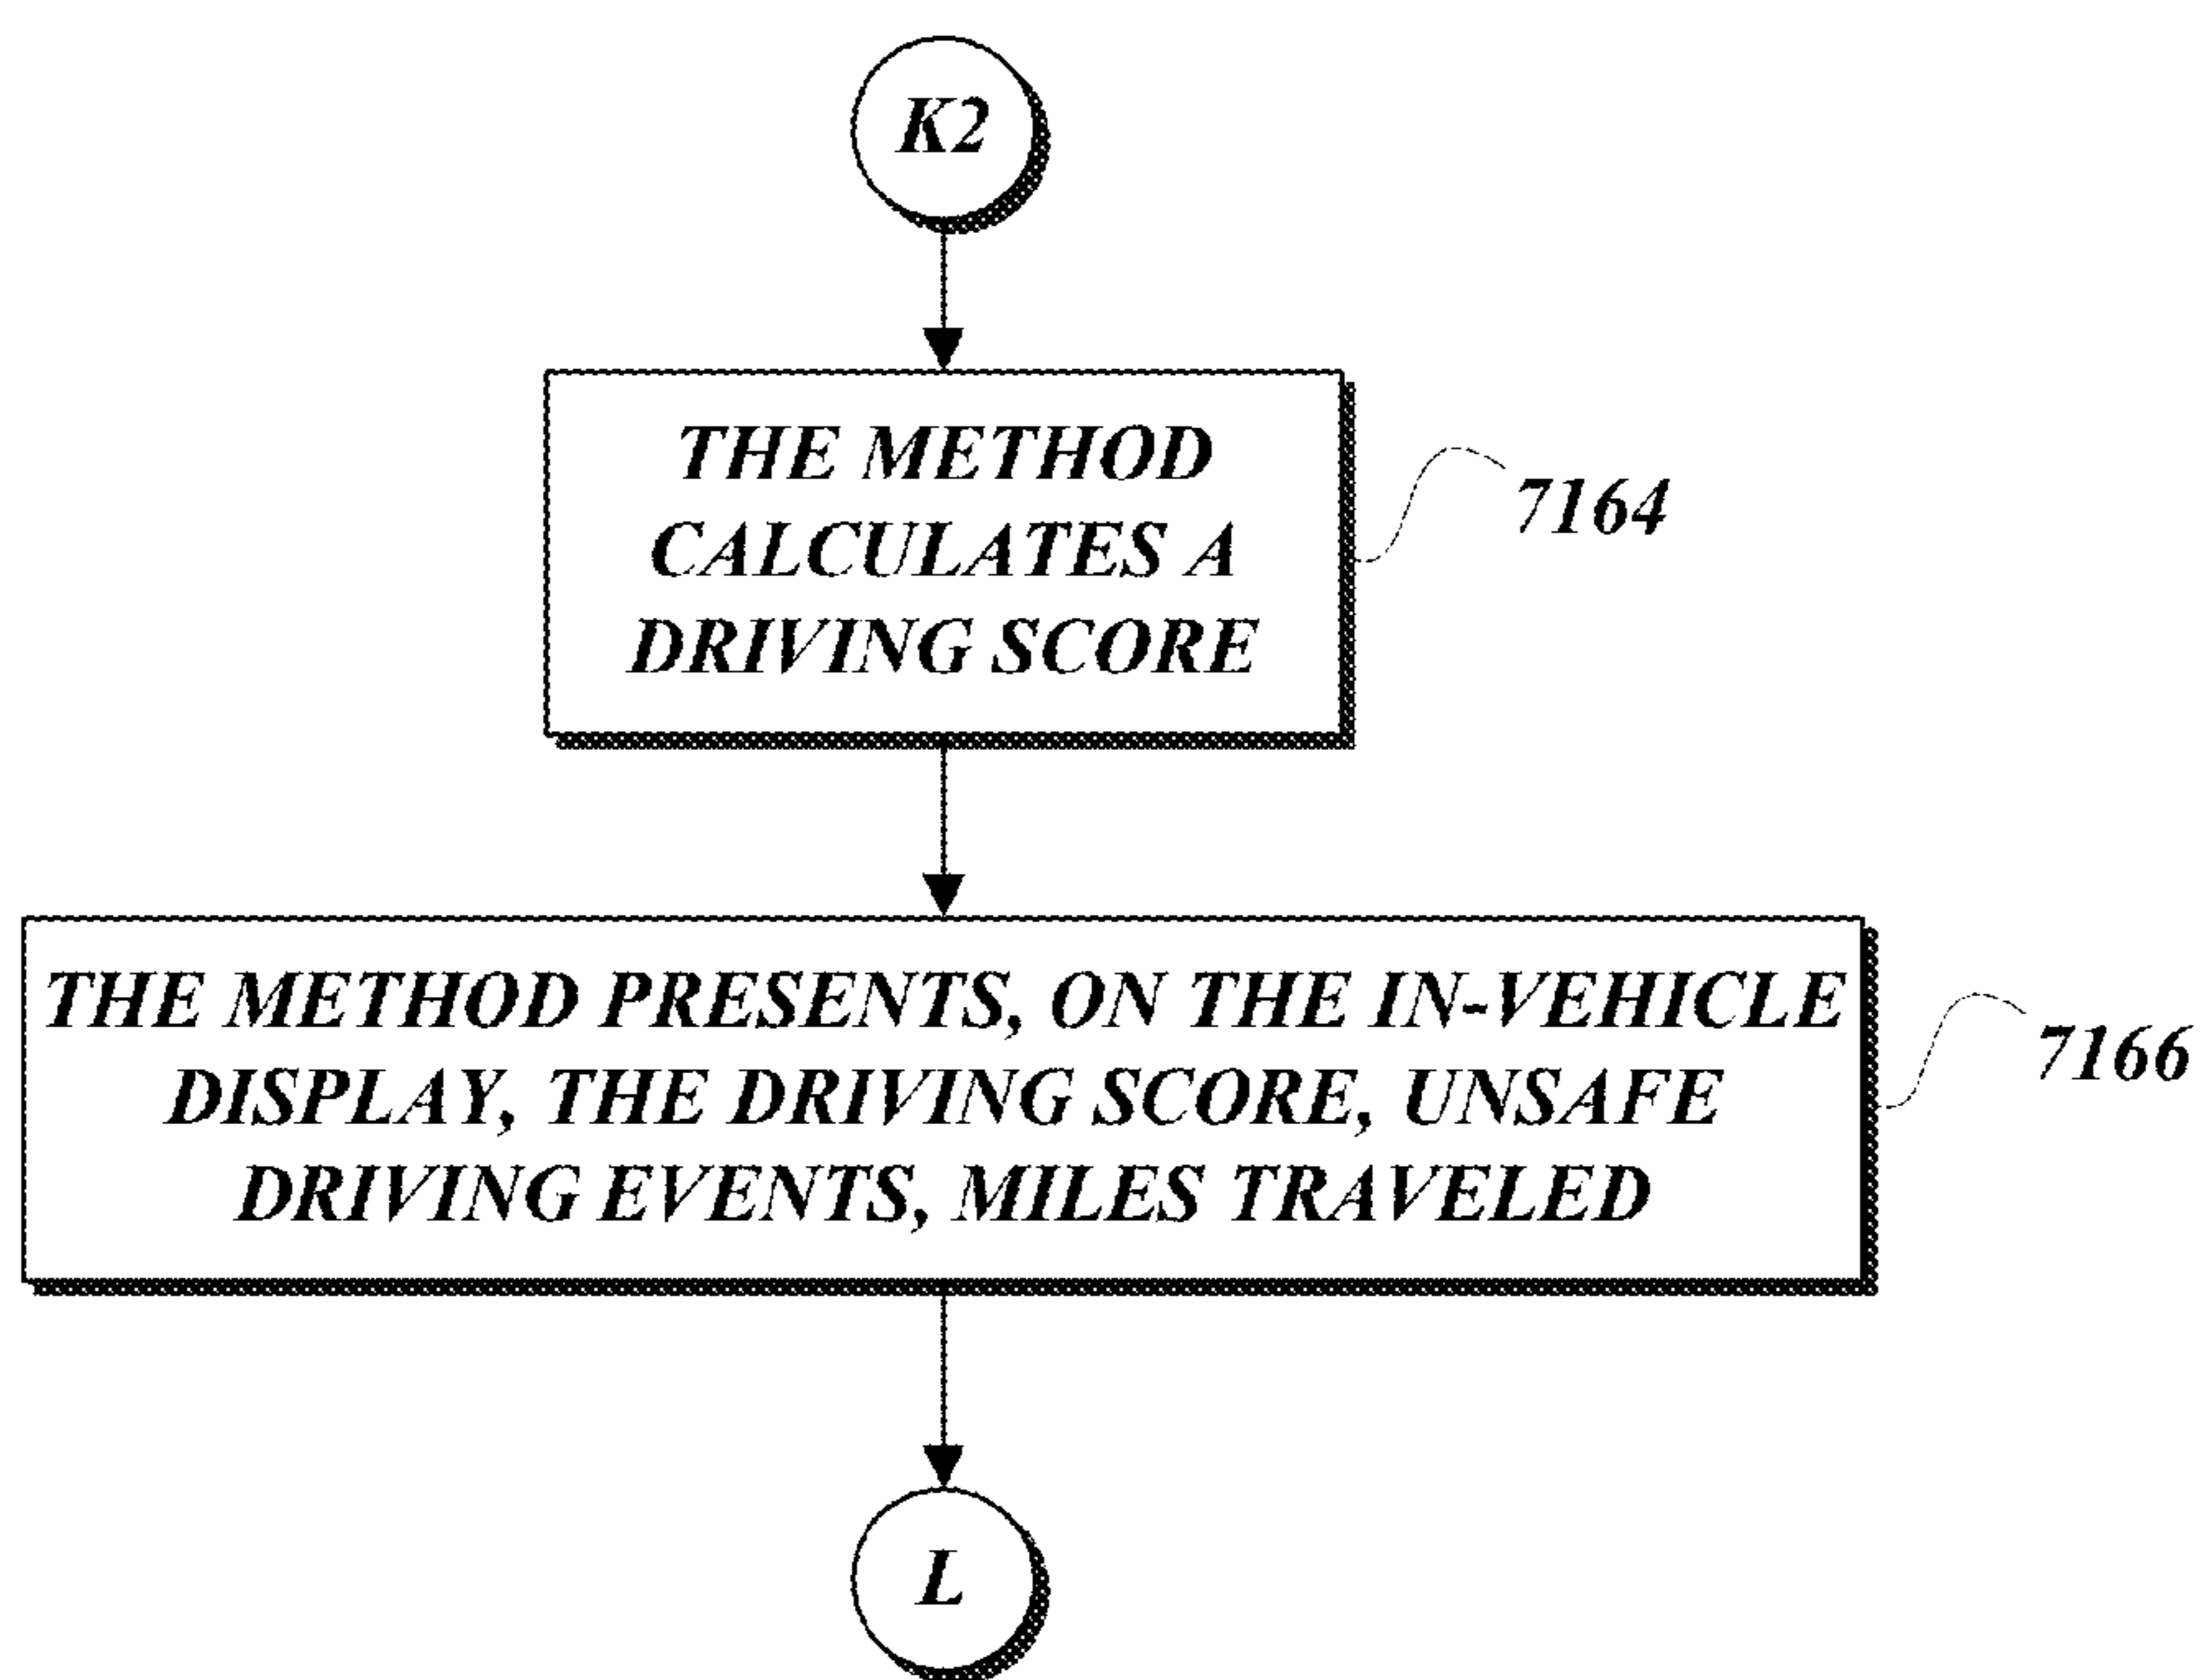 K2
THE METHOD
CALCULATES A
DRIVING SCORE
7164
THE METHOD PRESENTS, ON THE IN-VEHICLE
DISPLAY, THE DRIVING SCORE, UNSAFE
DRIVING EVENTS, MILES TRAVELED
7166
L